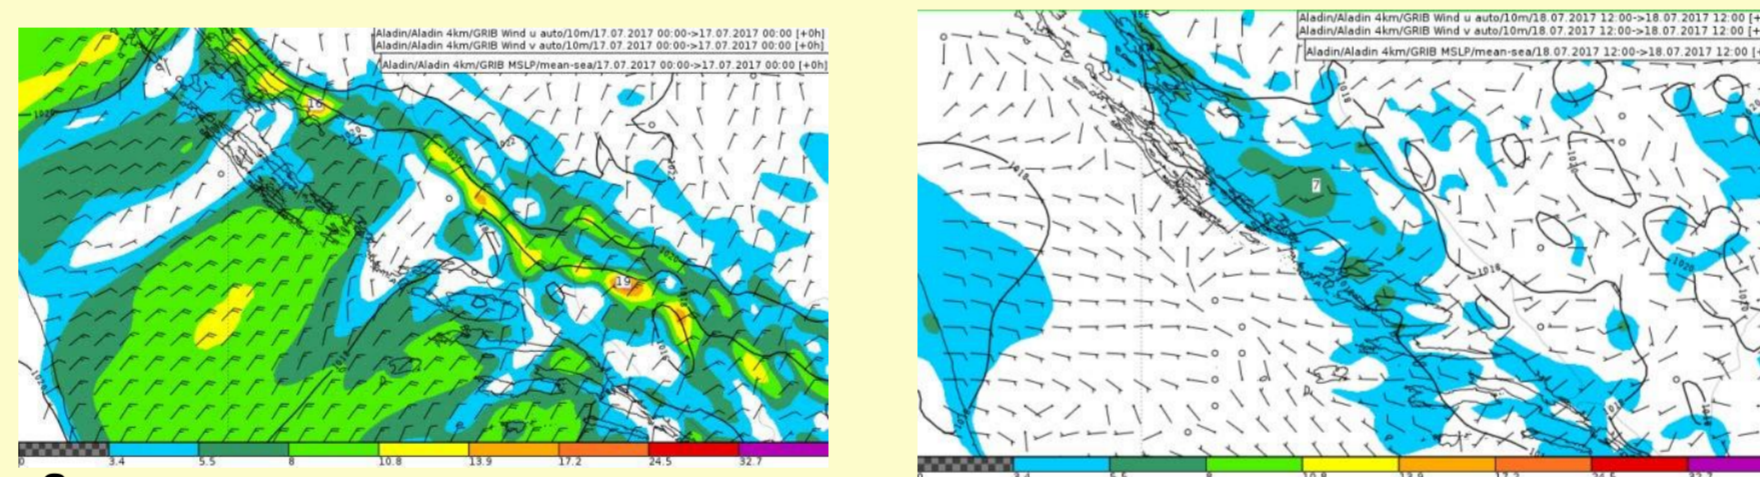 Aladin/Aladin 4km/GRIB Wind u auto/10m/17.07.2017 00:00->17.07.2017 00:00 [+0h]
Aladin/Aladin 4km/GRIB Wind v auto/10m/17.07.2017 00:00->17.07.2017 00:00 [+0h]
Aladin/Aladin 4km/GRIB MSLP/mean-sea/17.07.2017 00:00->17.07.2017 00:00 [+0h]
16
19
0 3.4 5.5 8 10.8 13.9 17.2 24.5 32.7
15E
Aladin/Aladin 4km/GRIB Wind u auto/10m/18.07.2017 12:00->18.07.2017 12:00 [+
Aladin/Aladin 4km/GRIB Wind v auto/10m/18.07.2017 12:00->18.07.2017 12:00 [+
Aladin/Aladin 4km/GRIB MSLP/mean-sea/18.07.2017 12:00->18.07.2017 12:00 [+
1018
1018
7
1020
1018
1020
1020